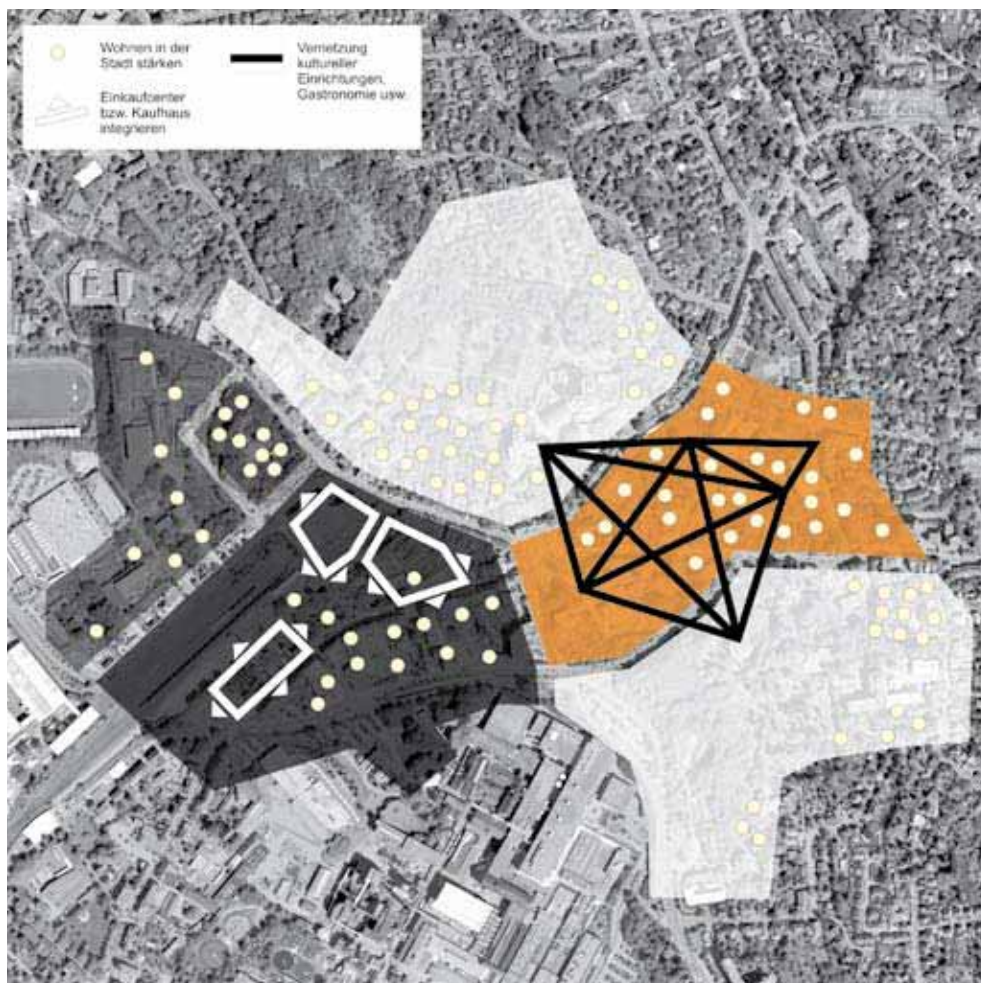 Wohnen in der
Stadt stärken
Einkaufcenter
bzw. Kaufhaus
integrieren
Vernetzung
kultureller
Einrichtungen,
Gastronomie usw.